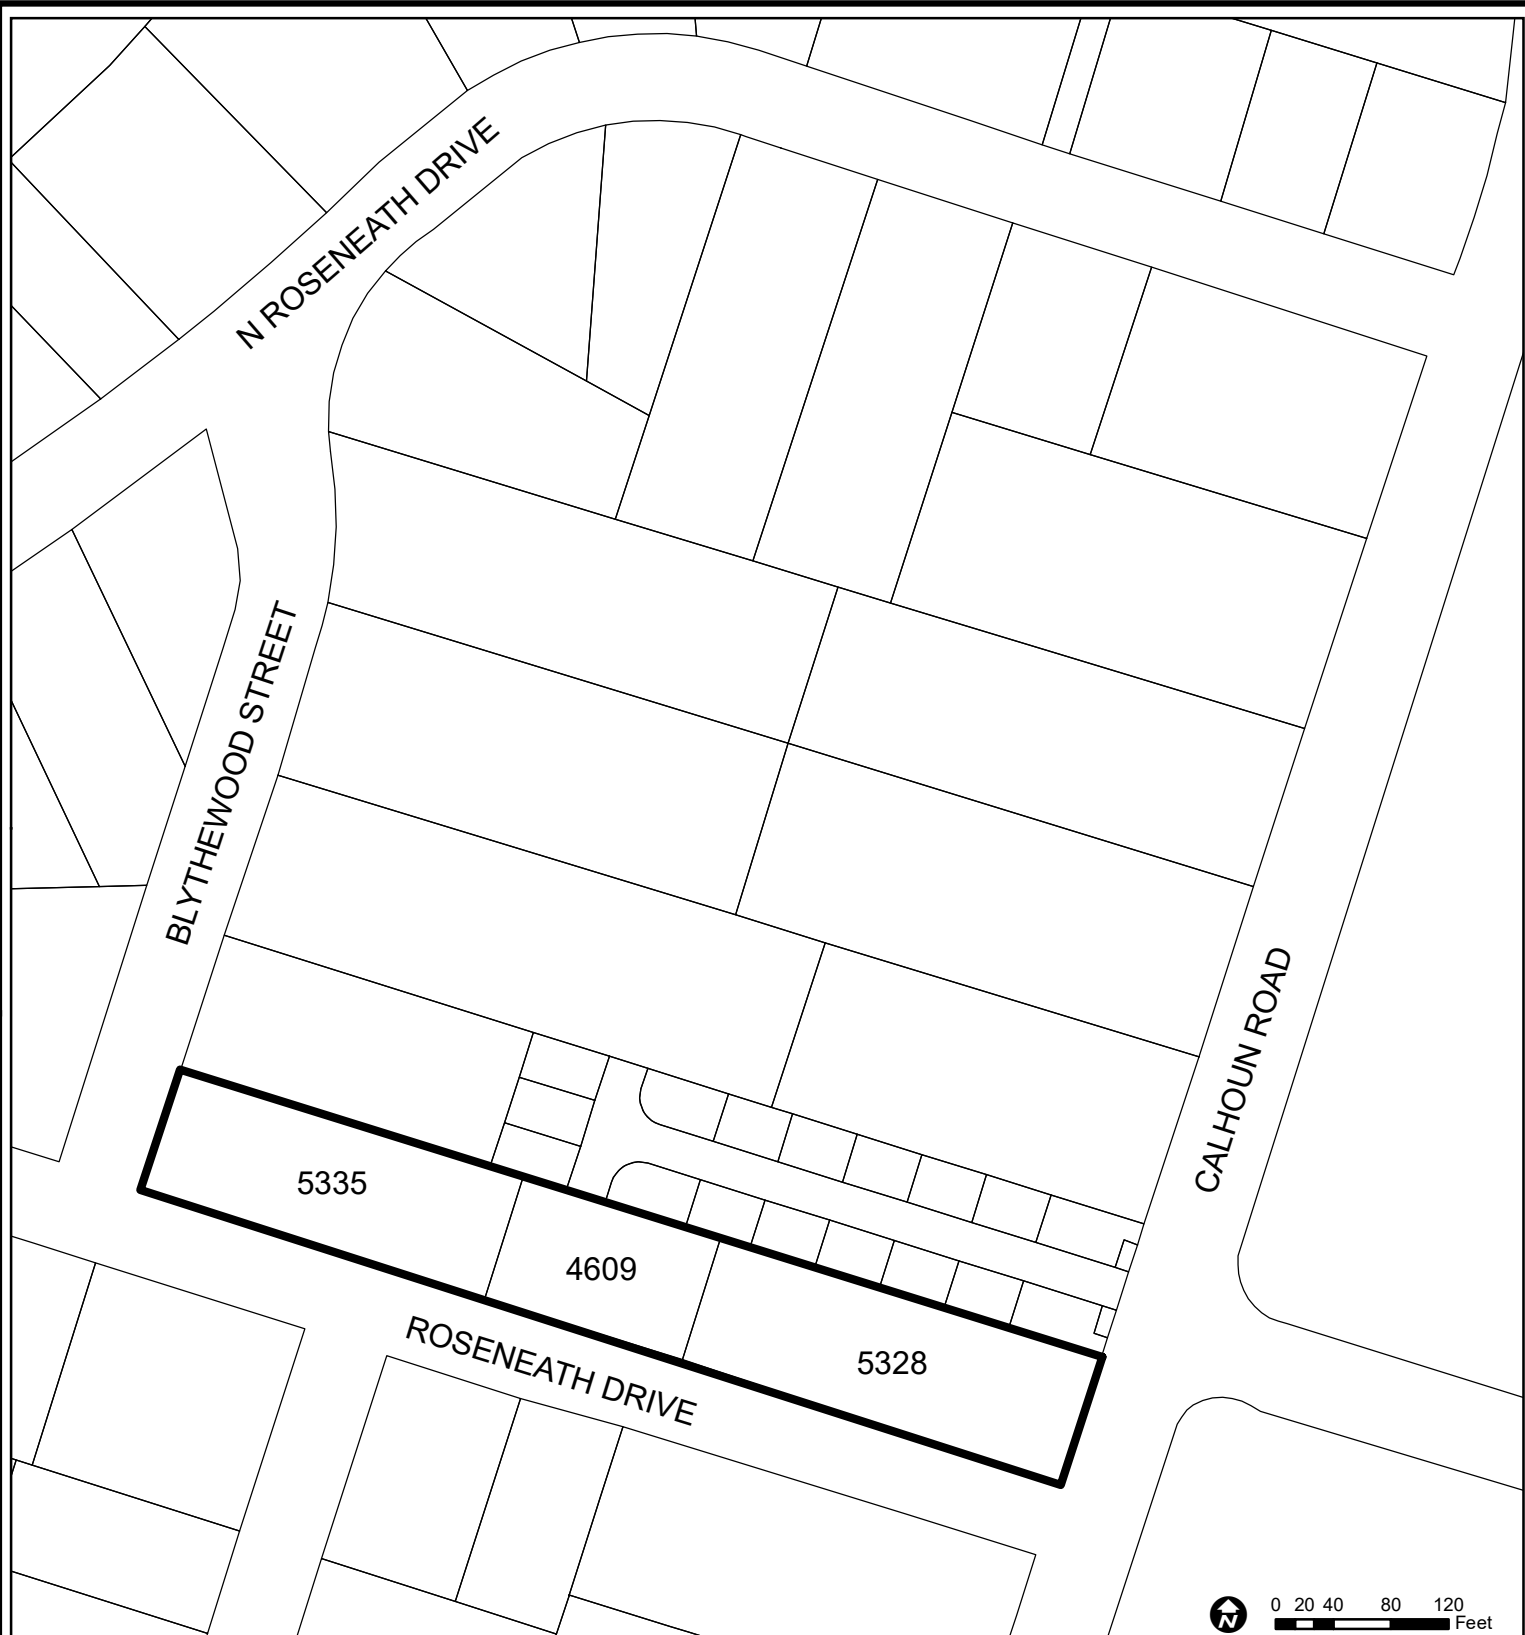 N ROSENEATH DRIVE
BLYTHEWOOD STREET
CALHOUN ROAD
5335
4609
5328
ROSENEATH DRIVE
N
0 20 40 80 120
Feet